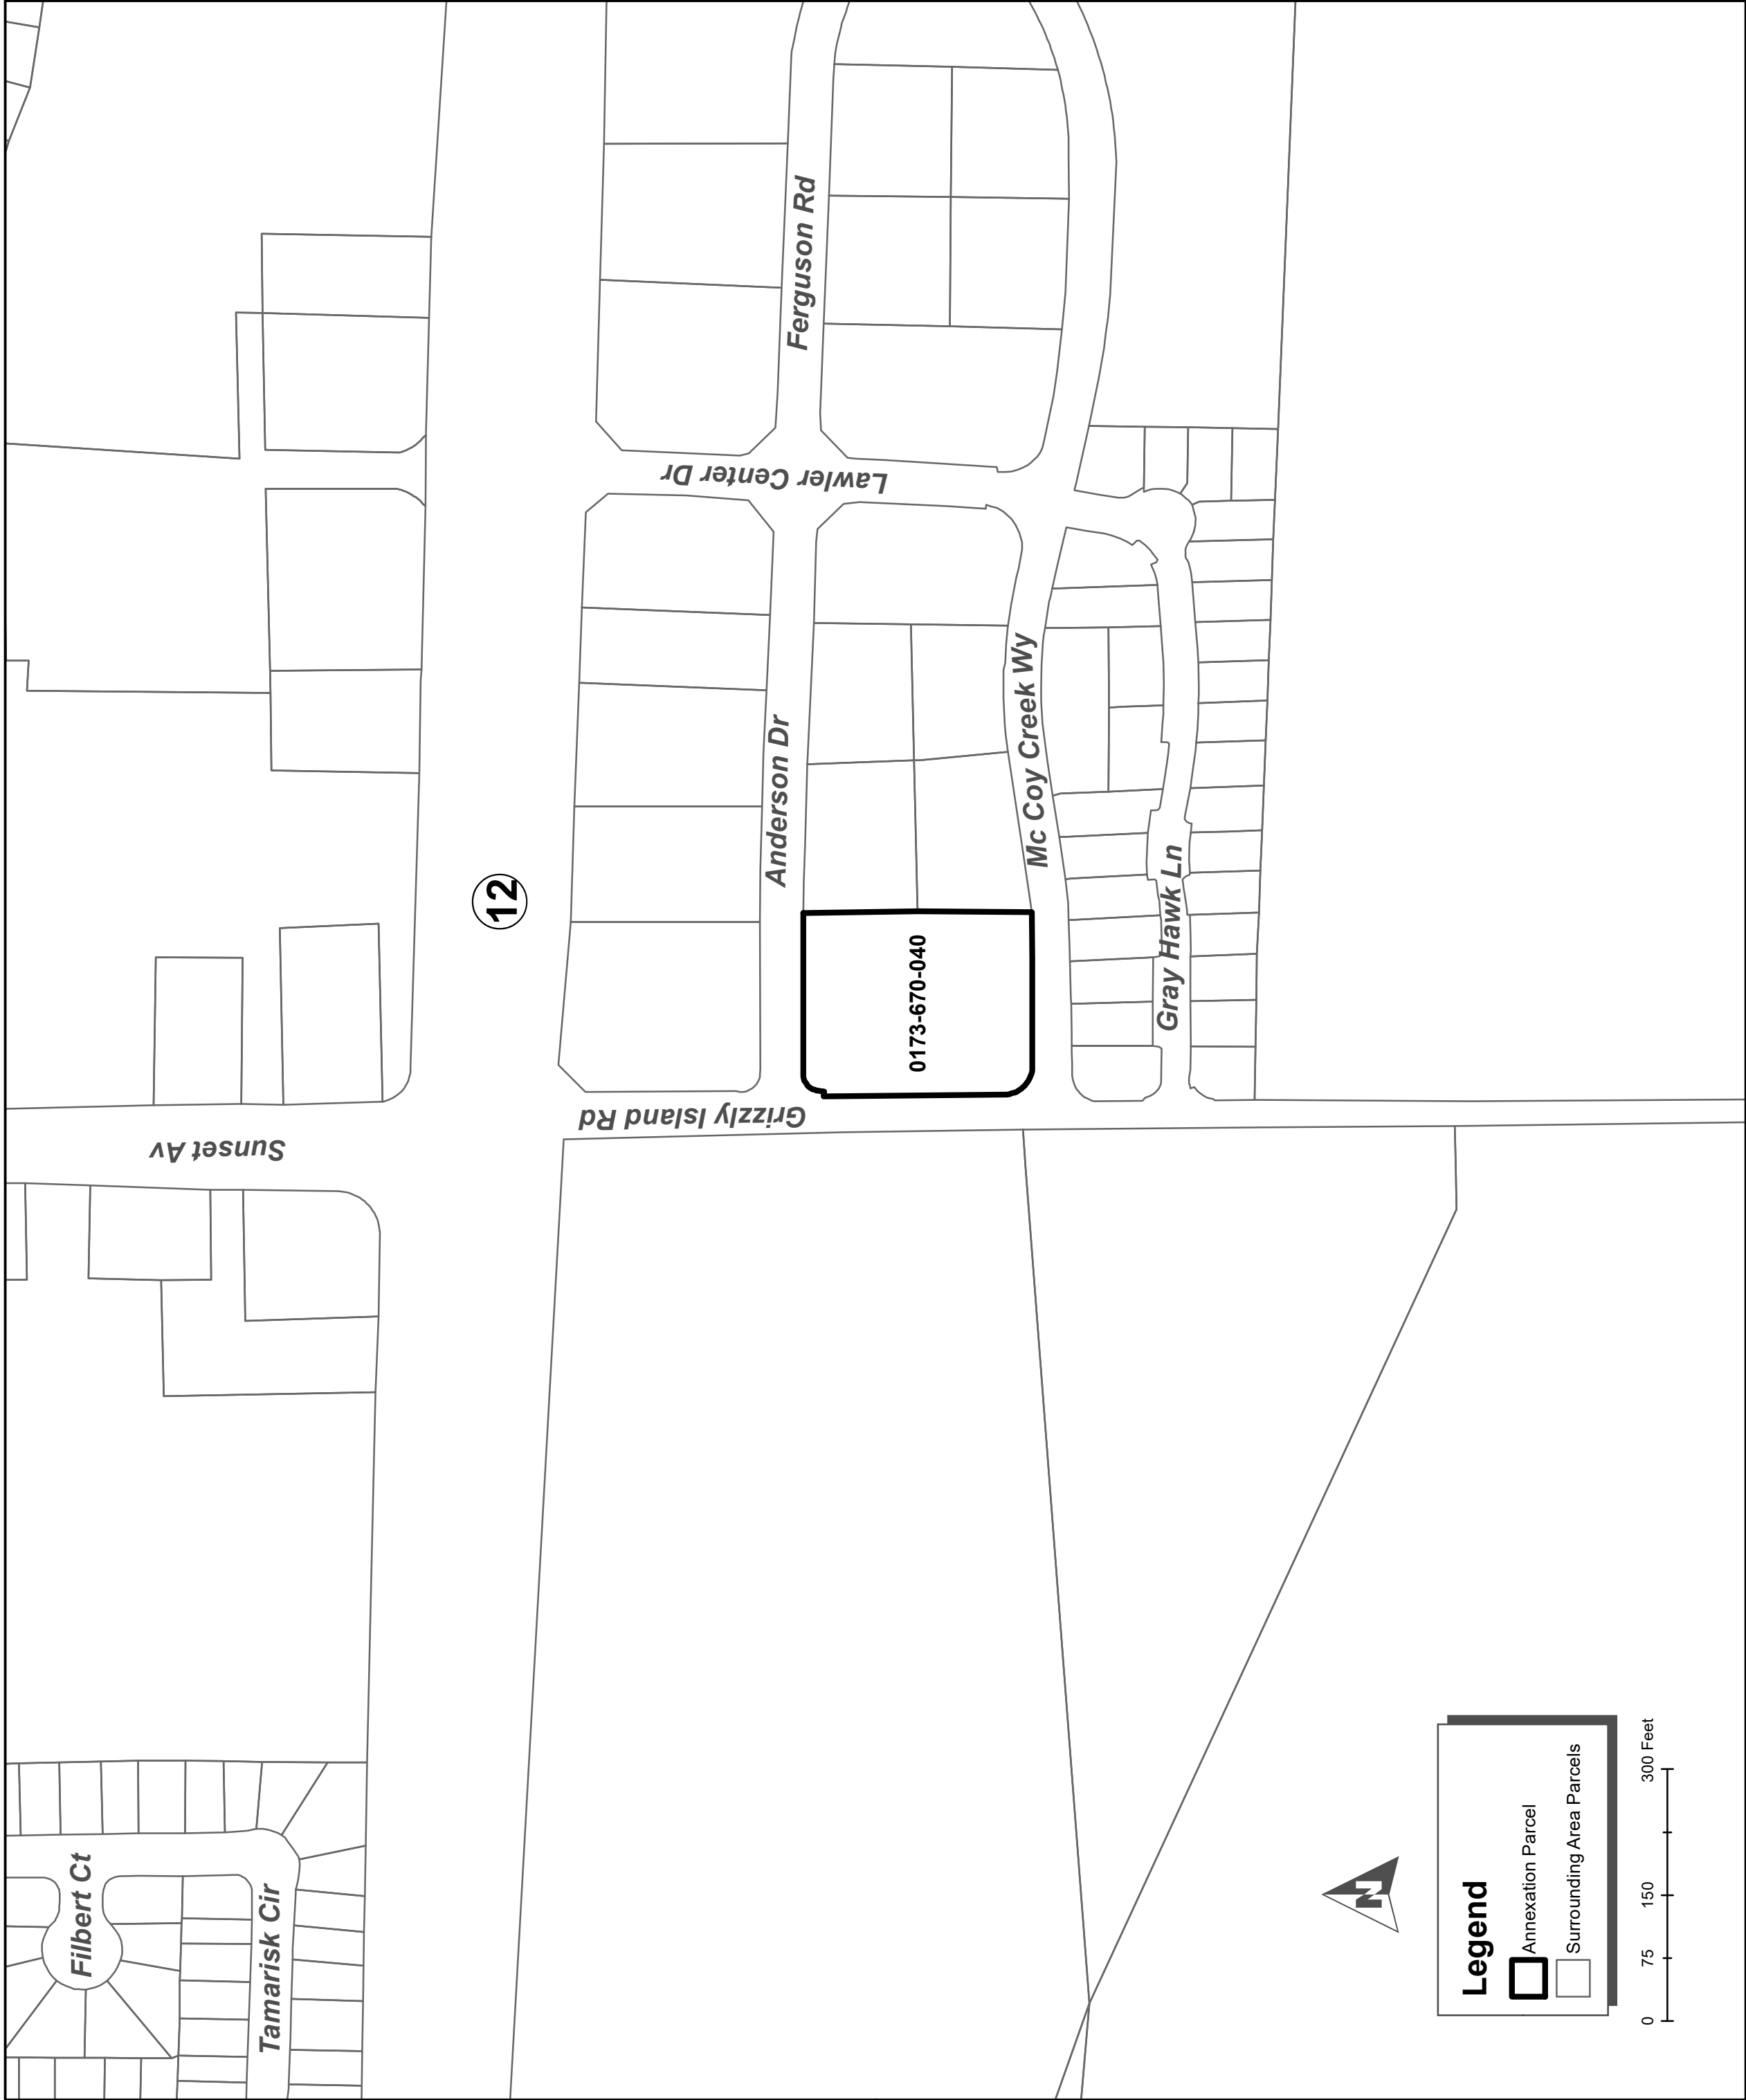 Filbert Ct
Tamarisk Cir
Sunset Av
Grizzly Island Rd
12
Anderson Dr
Lawler Center Dr
Ferguson Rd
0173-670-040
Mc Coy Creek Wy
Gray Hawk Ln
N
Legend
Annexation Parcel
Surrounding Area Parcels
0 75 150 300 Feet